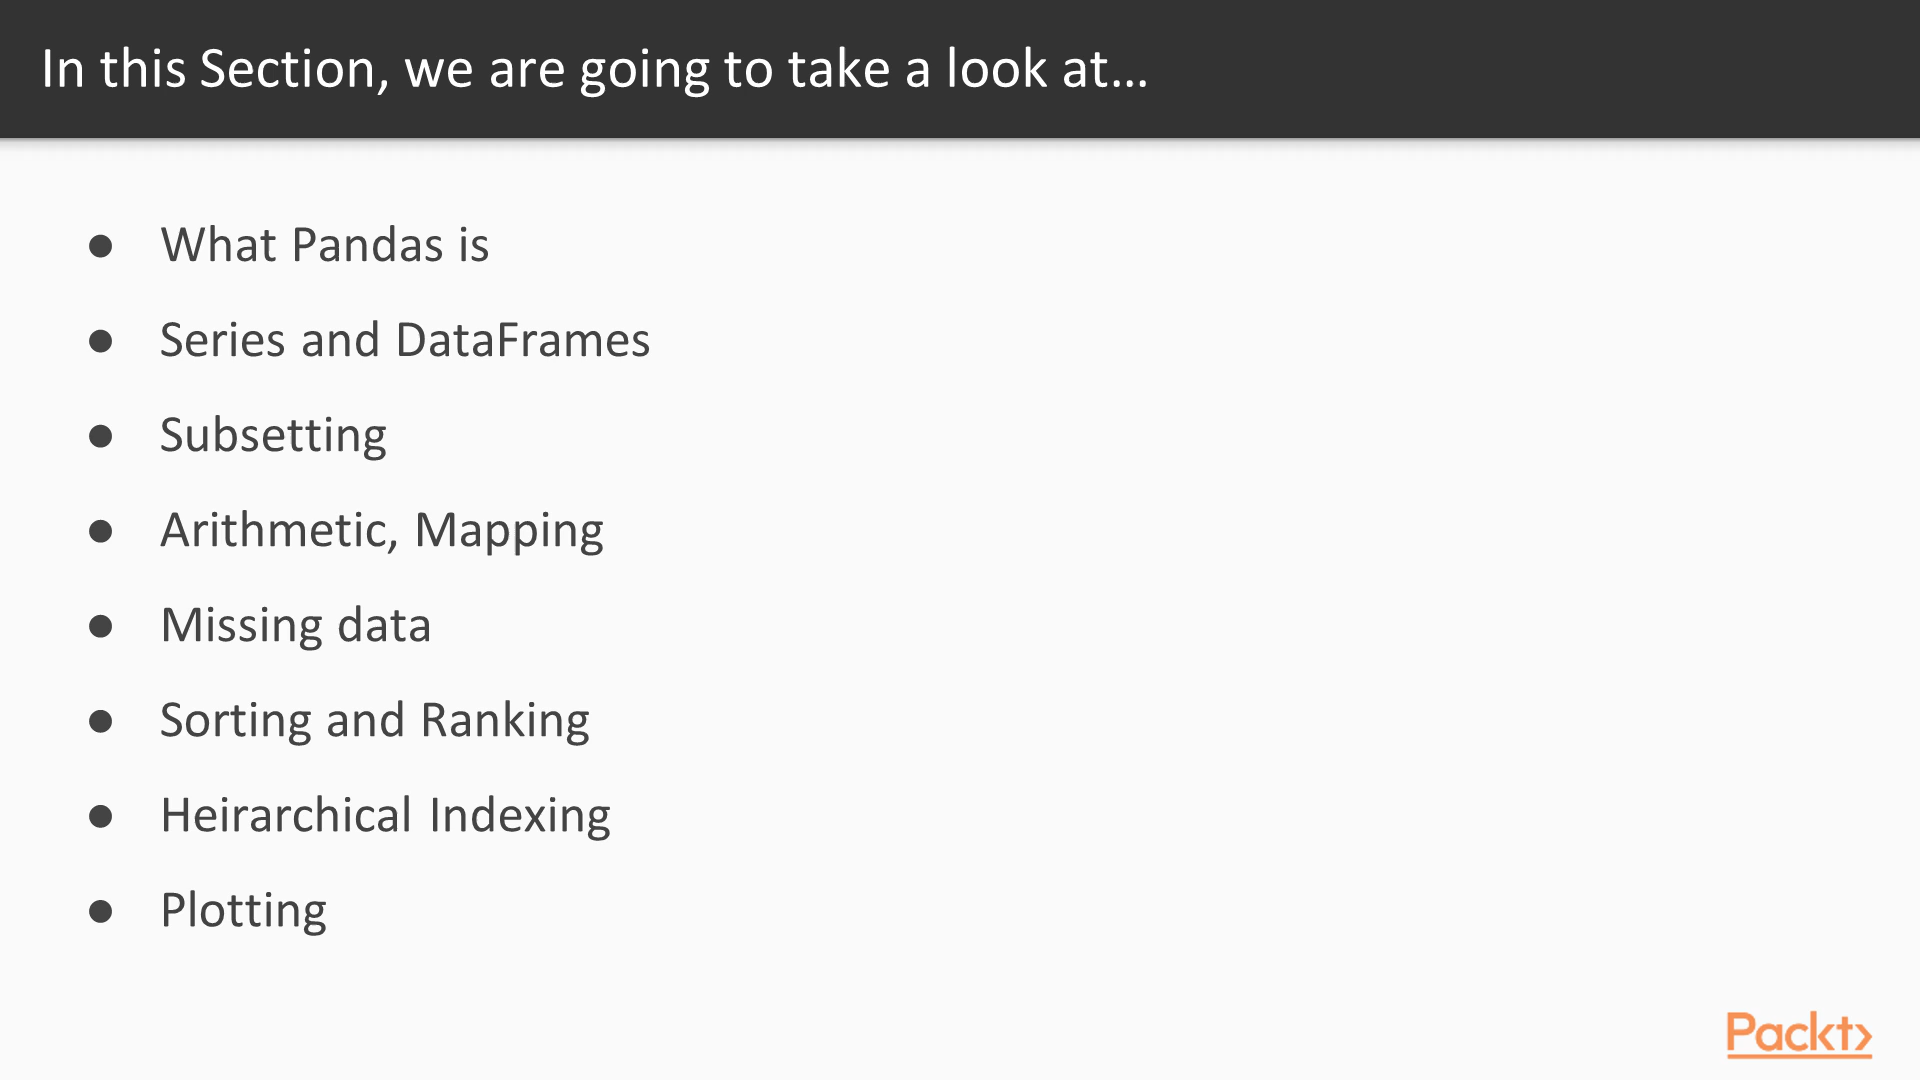 In this Section, we are going to take a look at...
● What Pandas is
● Series and DataFrames
● Subsetting
● Arithmetic, Mapping
● Missing data
● Sorting and Ranking
● Heirarchical Indexing
● Plotting
Packt>